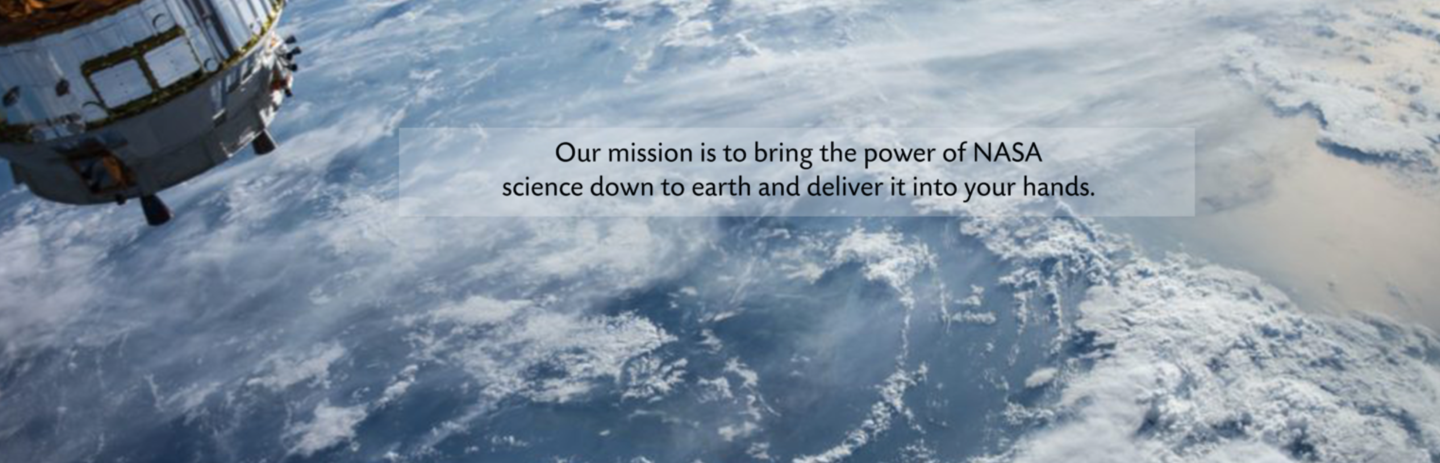 Our mission is to bring the power of NASA
science down to earth and deliver it into your hands.